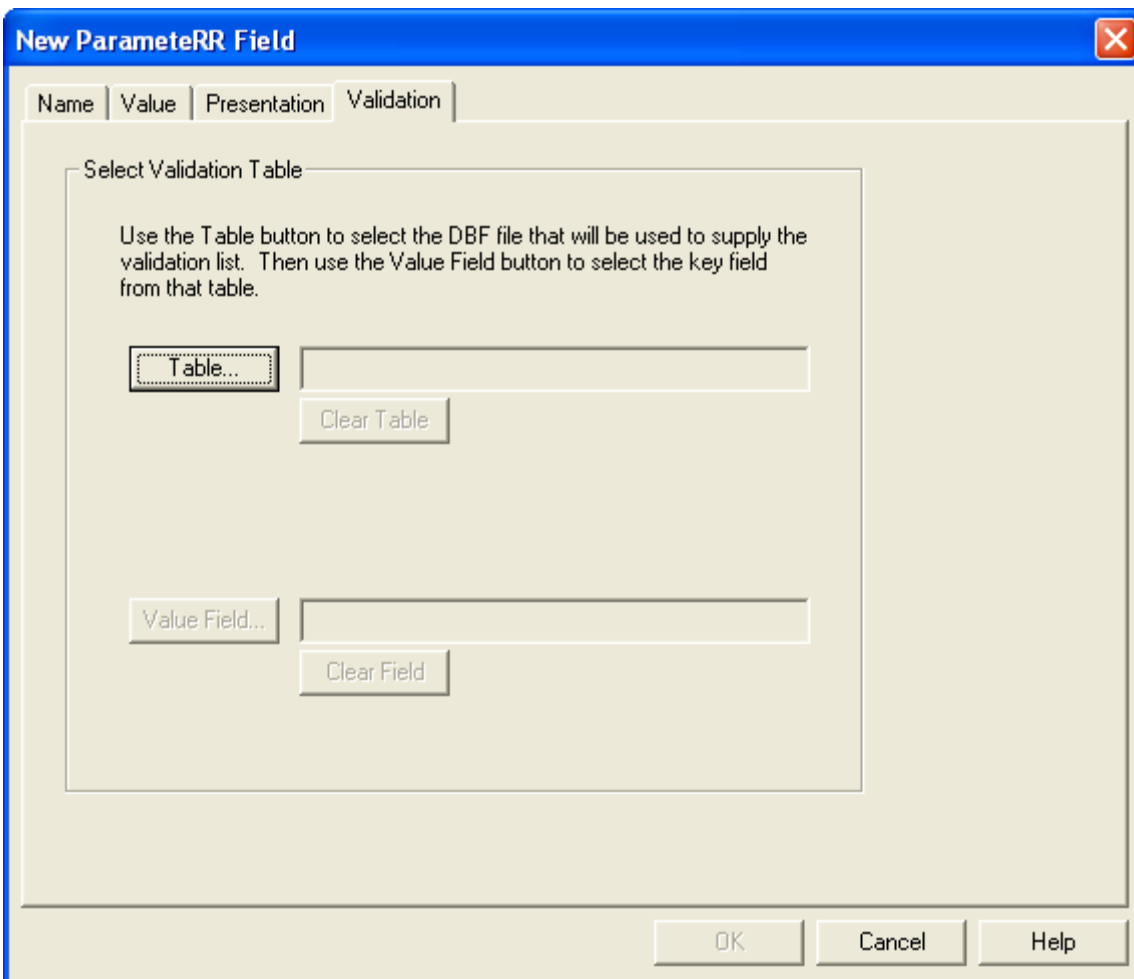 New ParameteRR Field
Name Value Presentation Validation
Select Validation Table
Use the Table button to select the DBF file that will be used to supply the
validation list. Then use the Value Field button to select the key field
from that table.
Table...
Clear Table
Value Field...
Clear Field
OK Cancel Help